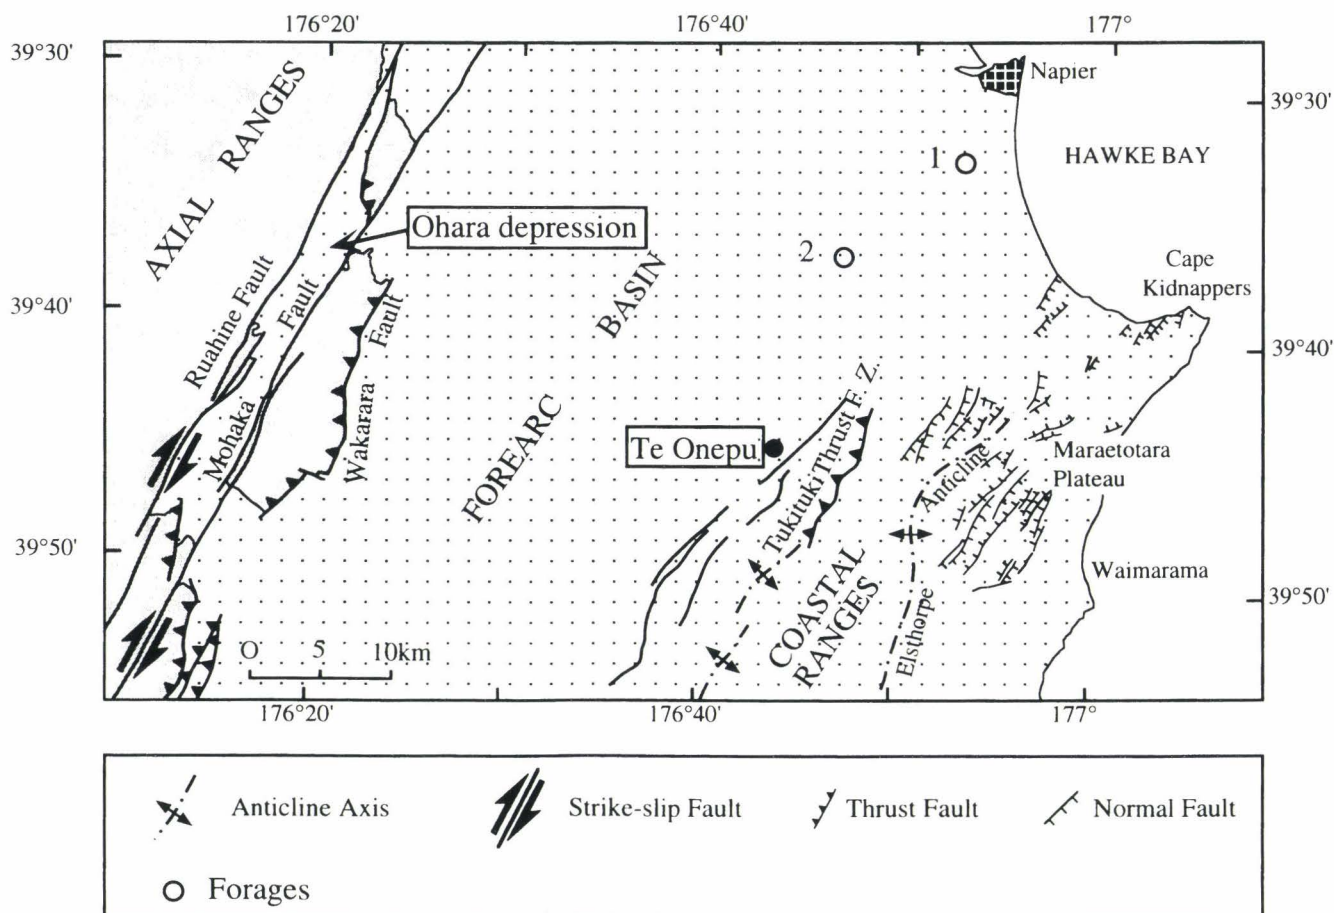 176°20'
176°40'
177°
39°30'
39°30'
Napier
AXIAL RANGES
HAWKE BAY
1
Ohara depression
2
Cape
Kidnappers
39°40'
39°40'
Ruahine Fault
Mohaka Fault
Wakarara Fault
FOREARC BASIN
Te Onepu
Tukituki Thrust F. Z.
Anticline
Maraetotara
Plateau
39°50'
39°50'
Waimarama
COASTAL
RANGES
Elsthorpe
O 5 10km
176°20'
176°40'
177°
Anticline Axis
Strike-slip Fault
Thrust Fault
Normal Fault
Forages